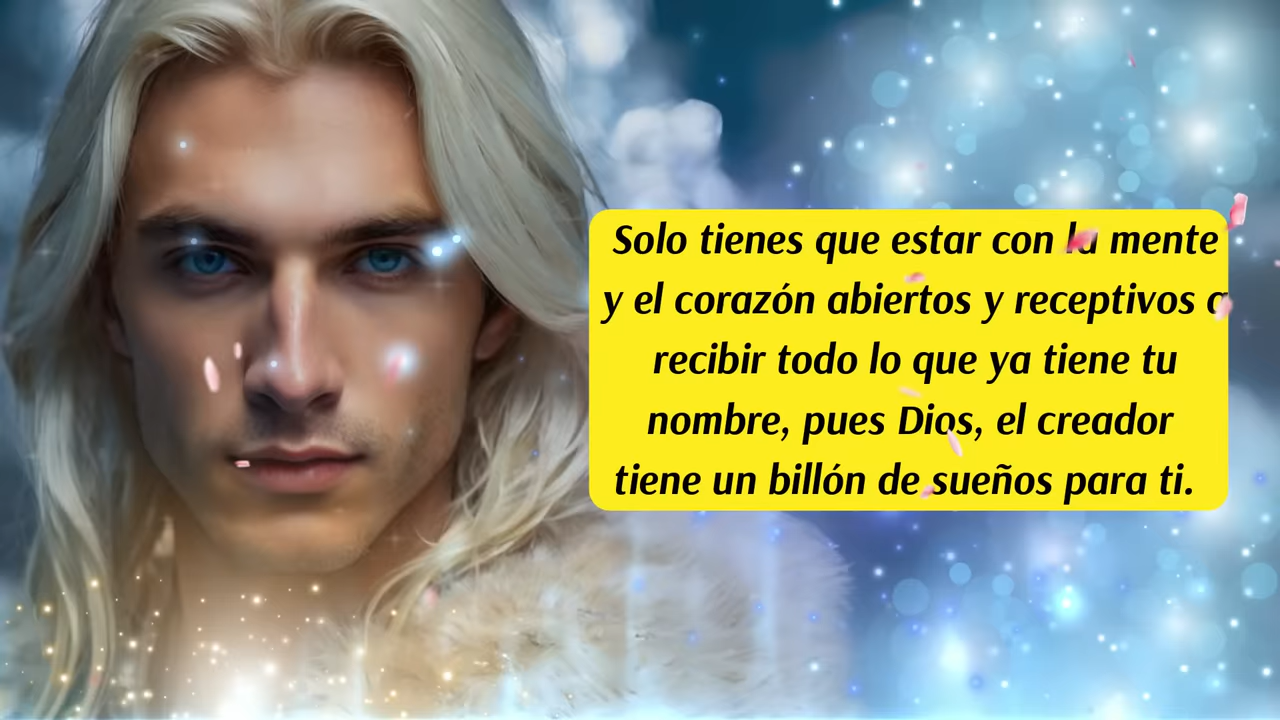 Solo tienes que estar con la mente
y el corazón abiertos y receptivos a
recibir todo lo que ya tiene tu
nombre, pues Dios, el creador
tiene un billón de sueños para ti.